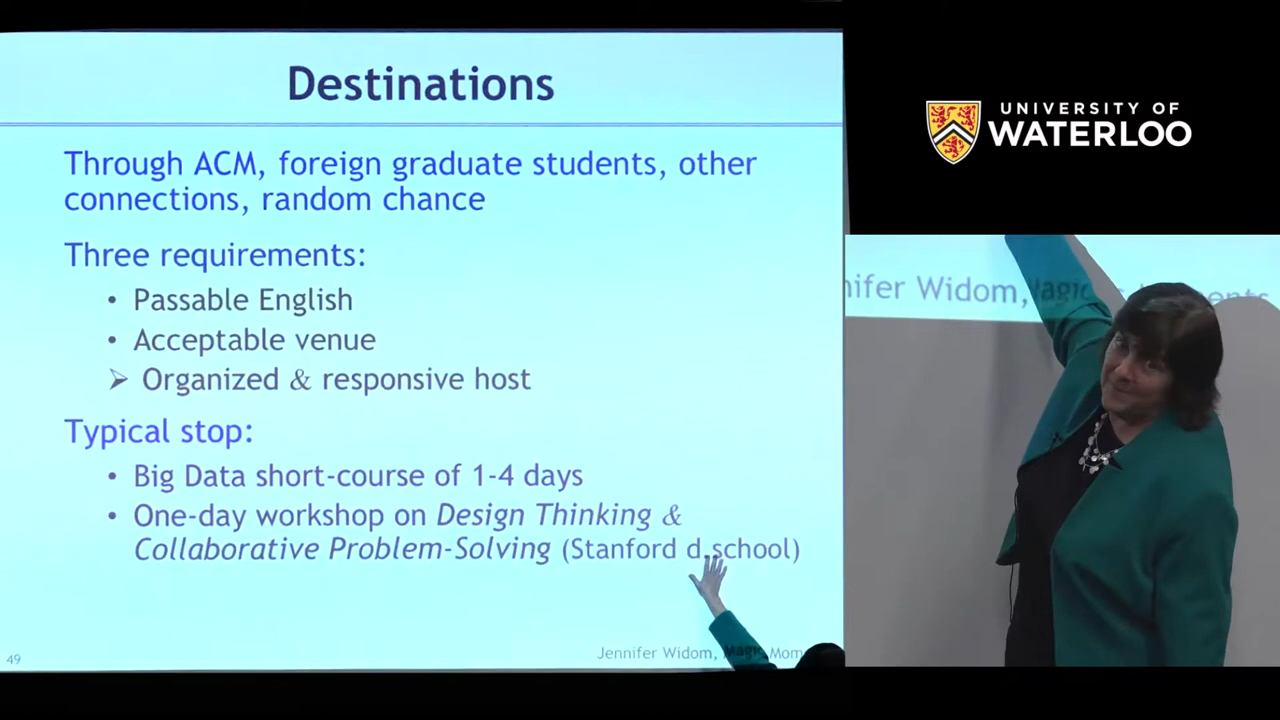 Destinations
Through ACM, foreign graduate students, other
connections, random chance
Three requirements:
• Passable English
• Acceptable venue
➢ Organized & responsive host
Typical stop:
• Big Data short-course of 1-4 days
• One-day workshop on Design Thinking &
Collaborative Problem-Solving (Stanford d.school)
49
Jennifer Widom, Magic Mom
UNIVERSITY OF
WATERLOO
nifer Widom,